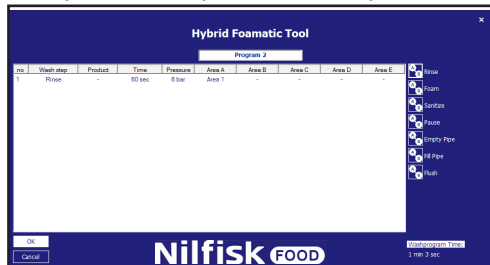 ×
Hybrid Foamatic Tool
Program 2
no Wash step Product Time Pressure Area A Area B Area C Area D Area E
1 Rinse - 60 sec 6 bar Area 1 - - - -
Rinse
Foam
Sanitize
Pause
Empty Pipe
Fill Pipe
Flush
OK
Cancel
Nilfisk FOOD
Washprogram Time:
1 min 3 sec